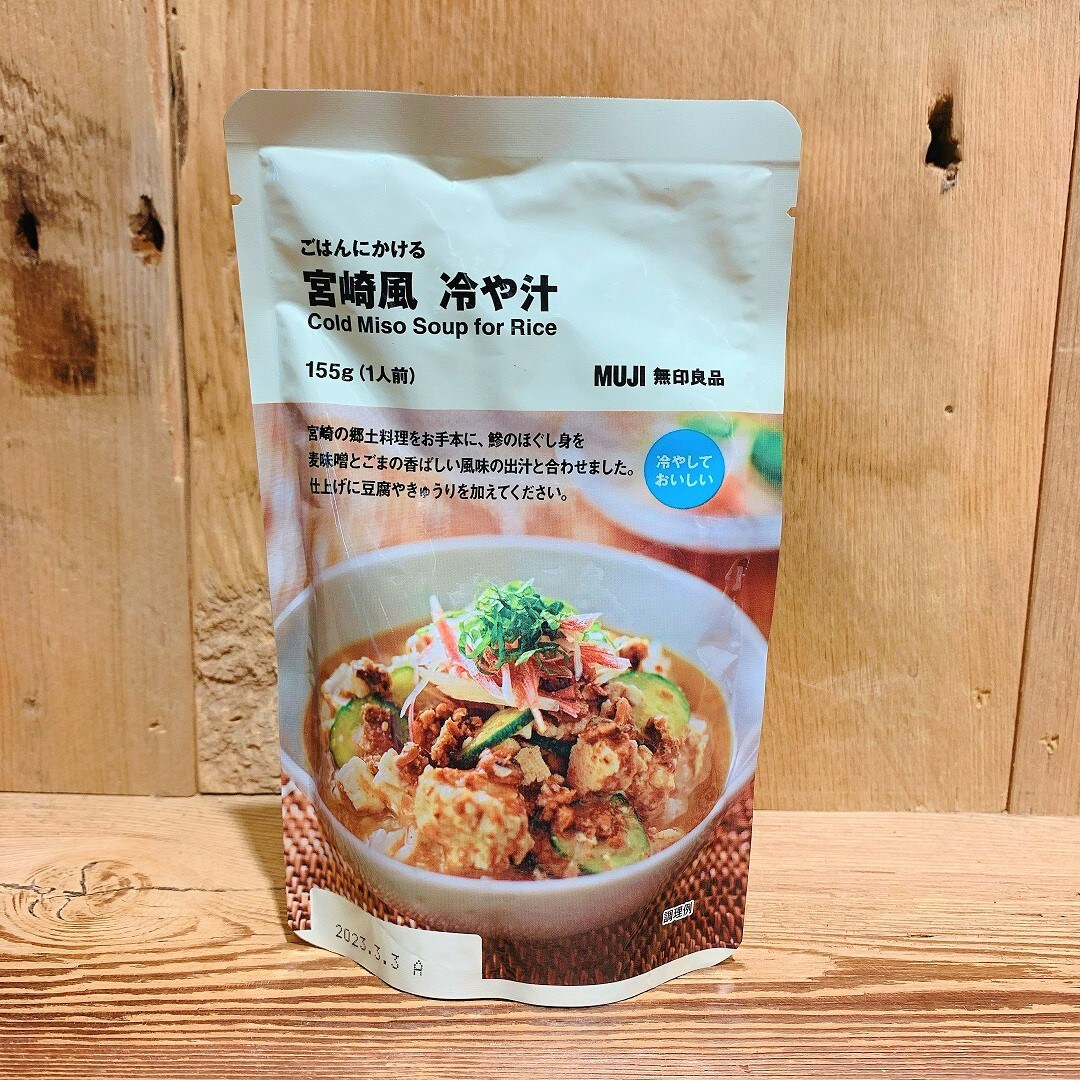 ごはんにかける
宮崎風 冷や汁
Cold Miso Soup for Rice
155g(1人前)
MUJI 無印良品
宮崎の郷土料理をお手本に、鯵のほぐし身を
麦味噌とごまの香ばしい風味の出汁と合わせました。
仕上げに豆腐やきゅうりを加えてください。
冷やして
おいしい
調理例
2023.3.3 A